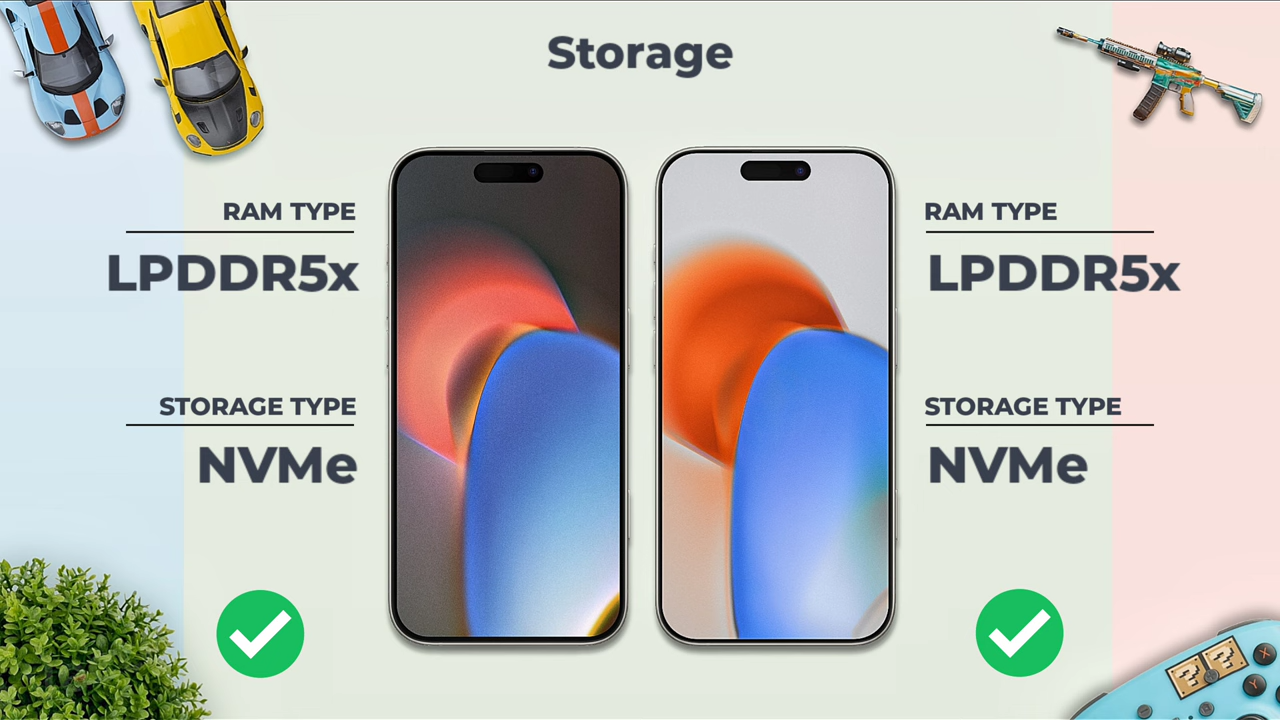 Storage
RAM TYPE
LPDDR5x
STORAGE TYPE
NVMe
RAM TYPE
LPDDR5x
STORAGE TYPE
NVMe
? ?
X
Y